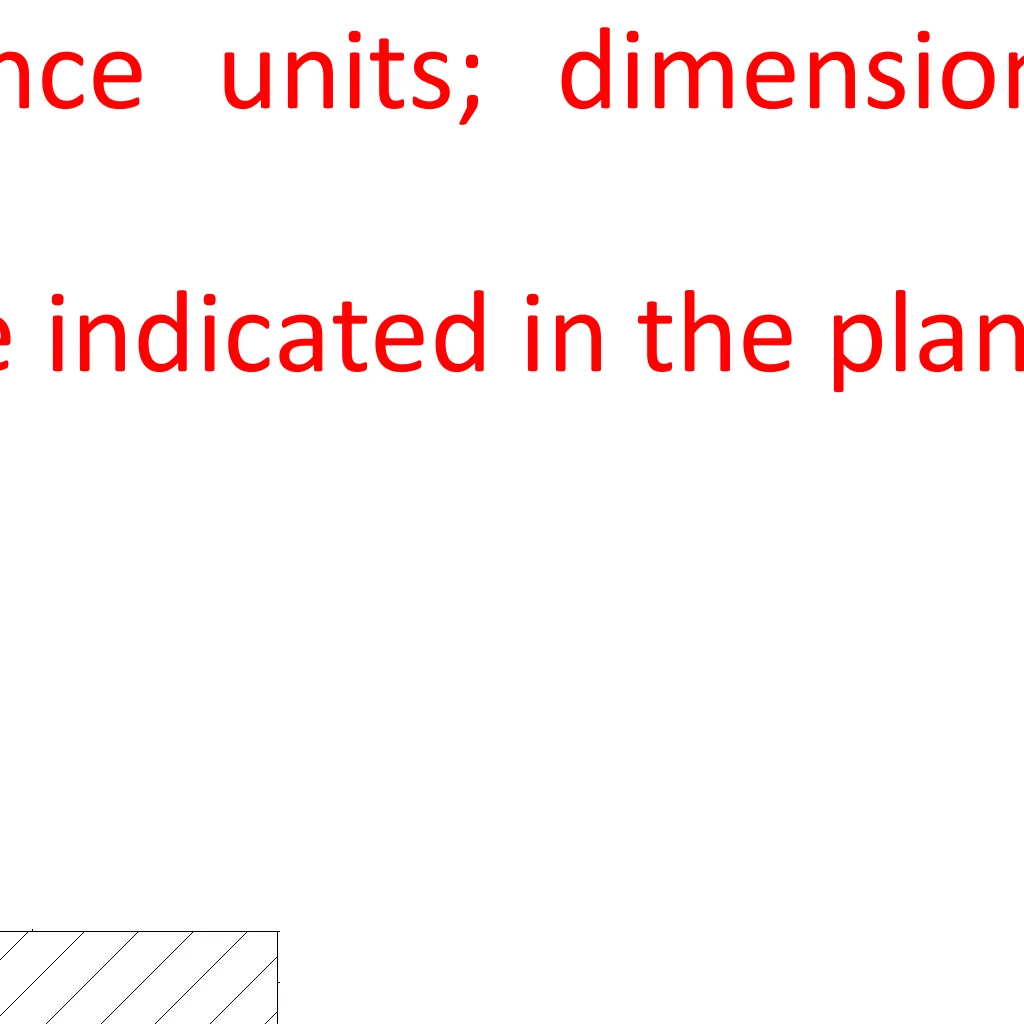 nce units; dimension
e indicated in the plan